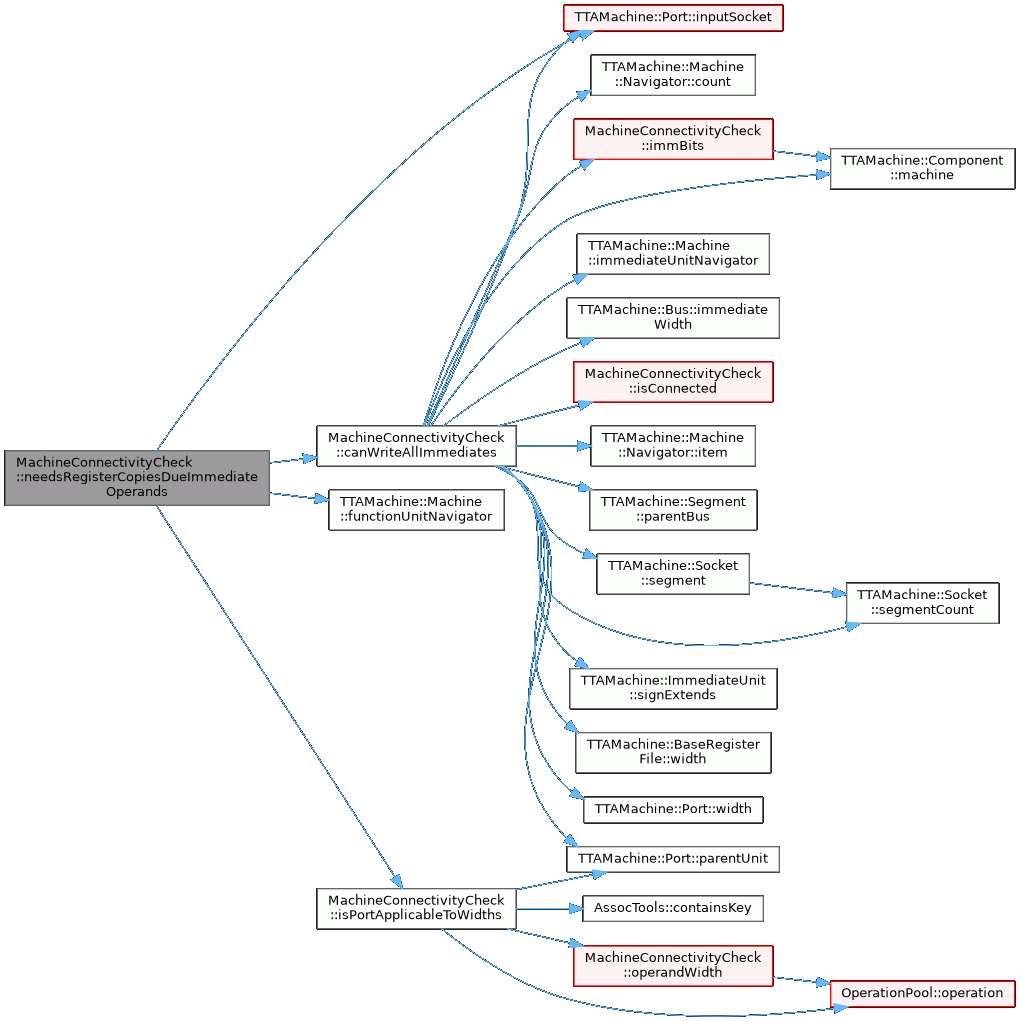 TTAMachine::Port::inputSocket
TTAMachine::Machine
::Navigator::count
MachineConnectivityCheck
::immBits
TTAMachine::Component
::machine
TTAMachine::Machine
::immediateUnitNavigator
TTAMachine::Bus::immediate
Width
MachineConnectivityCheck
::isConnected
MachineConnectivityCheck
::canWriteAllImmediates
TTAMachine::Machine
::Navigator::item
MachineConnectivityCheck
::needsRegisterCopiesDueImmediate
Operands
TTAMachine::Machine
::functionUnitNavigator
TTAMachine::Segment
::parentBus
TTAMachine::Socket
::segment
TTAMachine::Socket
::segmentCount
TTAMachine::ImmediateUnit
::signExtends
TTAMachine::BaseRegister
File::width
TTAMachine::Port::width
TTAMachine::Port::parentUnit
MachineConnectivityCheck
::isPortApplicableToWidths
AssocTools::containsKey
MachineConnectivityCheck
::operandWidth
OperationPool::operation